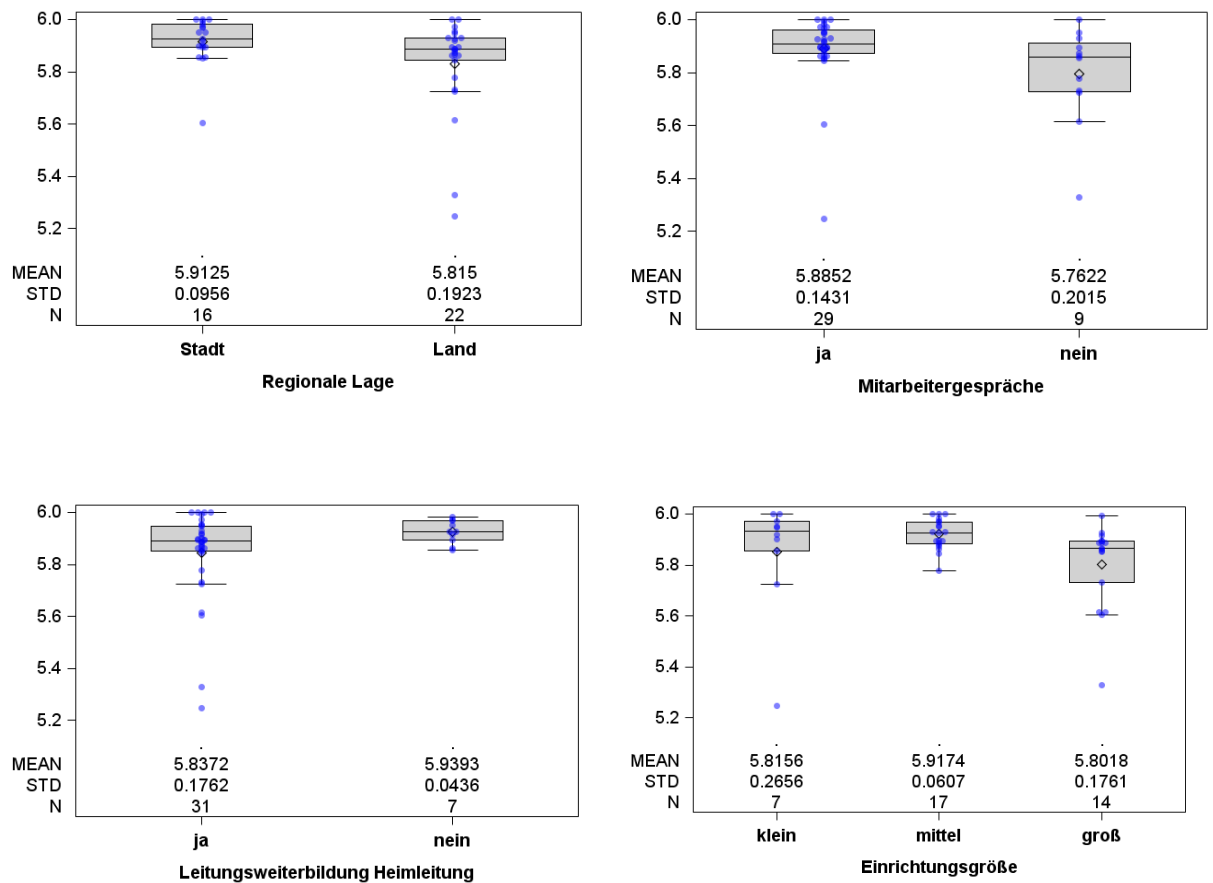 6.0
5.8
5.6
5.4
5.2
MEAN 5.9125 5.815
STD 0.0956 0.1923
N 16 22
Stadt Land
Regionale Lage
6.0
5.8
5.6
5.4
5.2
MEAN 5.8852 5.7622
STD 0.1431 0.2015
N 29 9
ja nein
Mitarbeitergespräche
6.0
5.8
5.6
5.4
5.2
MEAN 5.8372 5.9393
STD 0.1762 0.0436
N 31 7
ja nein
Leitungsweiterbildung Heimleitung
6.0
5.8
5.6
5.4
5.2
MEAN 5.8156 5.9174 5.8018
STD 0.2656 0.0607 0.1761
N 7 17 14
klein mittel groß
Einrichtungsgröße